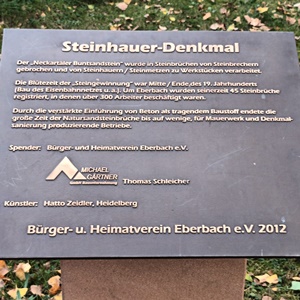 Steinhauer-Denkmal
Der „Neckartäler Buntsandstein" wurde in Steinbrüchen von Steinbrechern
gebrochen und von Steinhauern / Steinmetzen zu Werkstücken verarbeitet.
Die Blütezeit der „Steingewinnung" war Mitte / Ende des 19. Jahrhunderts
(Bau des Eisenbahnnetzes u.a.). Um Eberbach wurden seinerzeit 45 Steinbrüche
registriert, in denen über 300 Arbeiter beschäftigt waren.
Durch die verstärkte Einführung von Beton als tragendem Baustoff endete die
große Zeit der Natursandsteinbrüche bis auf wenige, für Mauerwerk und Denkmal-
sanierung produzierende Betriebe.
Spender: Bürger- und Heimatverein Eberbach e.V.
MICHAEL
GÄRTNER
Thomas Schleicher
Künstler: Hatto Zeidler, Heidelberg
Bürger- u. Heimatverein Eberbach e.V. 2012